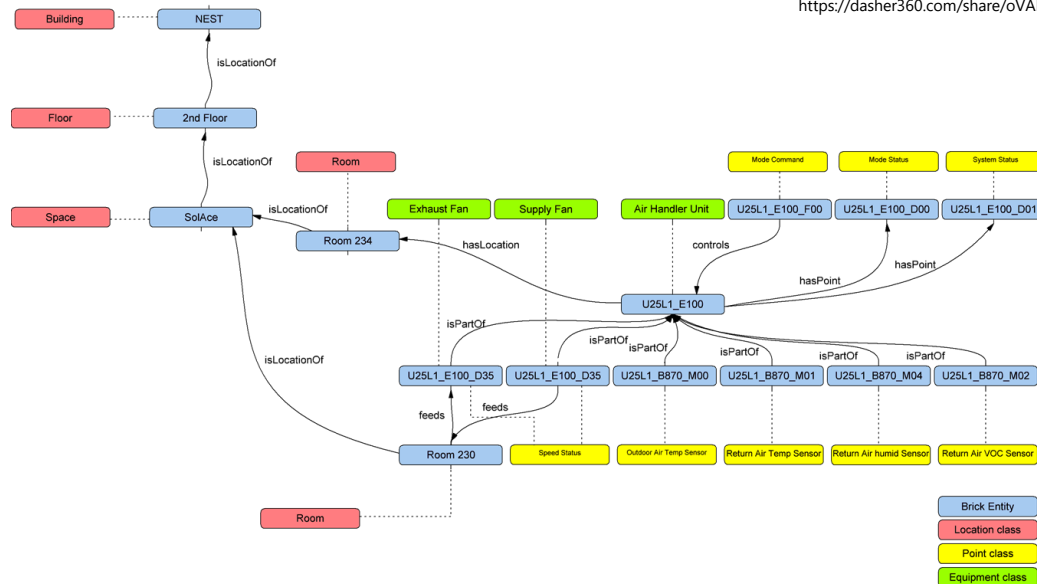 https://dasher360.com/share/oVA
Building
NEST
isLocationOf
Floor
2nd Floor
isLocationOf
Room
Mode Command
Mode Status
System Status
Space
SolAce
isLocationOf
Exhaust Fan
Supply Fan
Air Handler Unit
U25L1_E100_F00
U25L1_E100_D00
U25L1_E100_D01
Room 234
hasLocation
controls
hasPoint
hasPoint
U25L1_E100
isPartOf
isPartOf
isPartOf
isPartOf
isPartOf
isPartOf
isLocationOf
U25L1_E100_D35
U25L1_E100_D35
U25L1_B870_M00
U25L1_B870_M01
U25L1_B870_M04
U25L1_B870_M02
feeds
feeds
Room 230
Speed Status
Outdoor Air Temp Sensor
Return Air Temp Sensor
Return Air humid Sensor
Return Air VOC Sensor
Room
Brick Entity
Location class
Point class
Equipment class